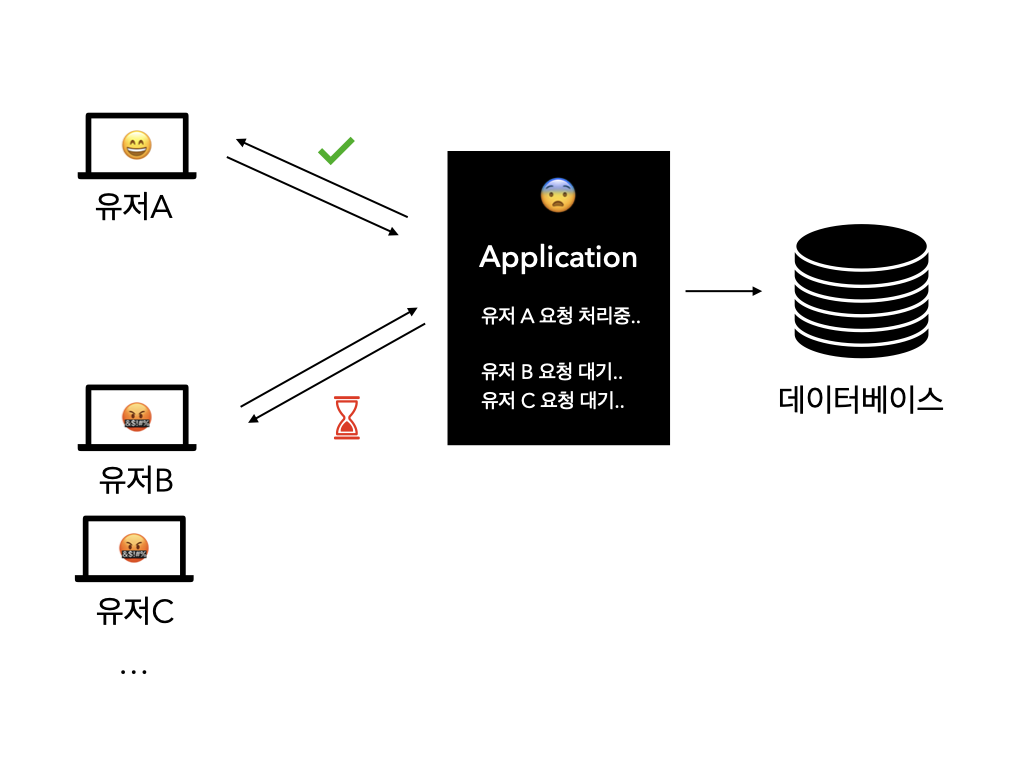 유저A
Application
유저 A 요청 처리중..
유저 B 요청 대기..
유저 C 요청 대기..
데이터베이스
&$!#%
유저B
&$!#%
유저C
...